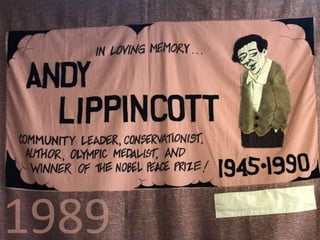 IN LOVING MEMORY...
ANDY
LIPPINCOTT
COMMUNITY LEADER, CONSERVATIONIST,
AUTHOR, OLYMPIC MEDALIST, AND
WINNER OF THE NOBEL PEACE PRIZE!
1945•1990
1989